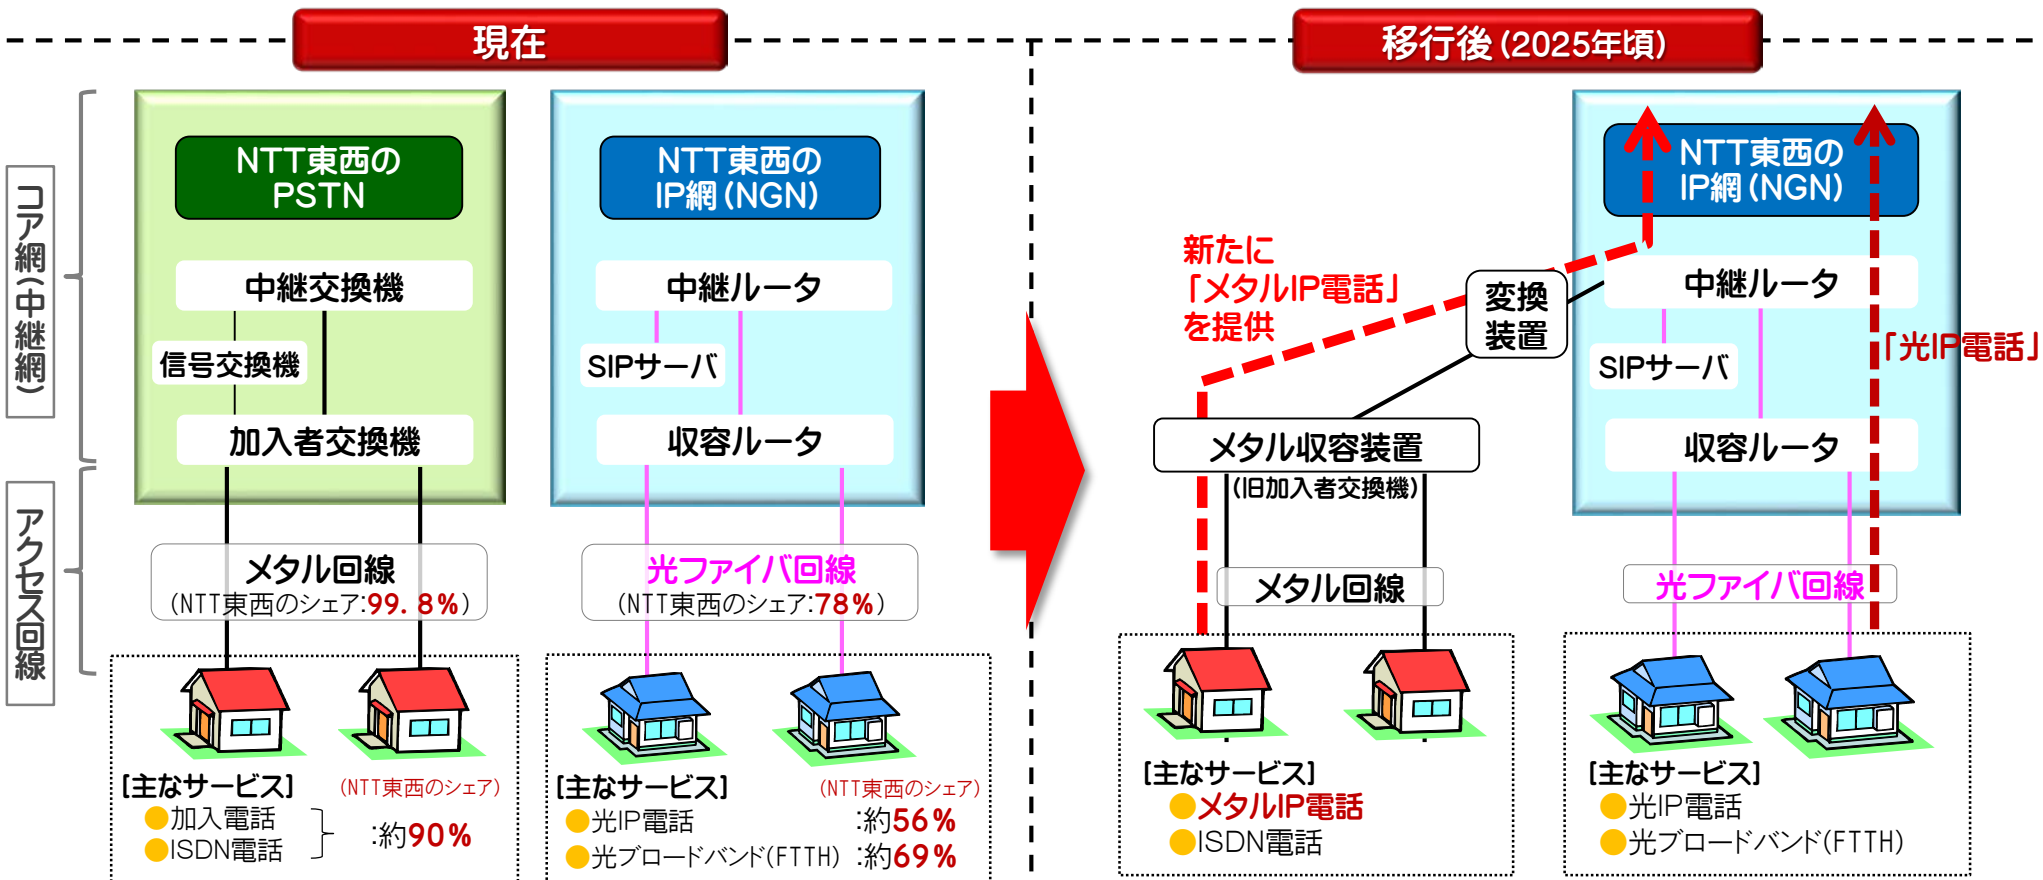 現在
移行後(2025年頃)
コア網(中継網)
アクセス回線
NTT東西の
PSTN
中継交換機
信号交換機
加入者交換機
メタル回線
(NTT東西のシェア:99.8%)
[主なサービス]
(NTT東西のシェア)
●加入電話
●ISDN電話
:約90%
NTT東西の
IP網(NGN)
中継ルータ
SIPサーバ
収容ルータ
光ファイバ回線
(NTT東西のシェア:78%)
[主なサービス]
(NTT東西のシェア)
●光IP電話 :約56%
●光ブロードバンド(FTTH) :約69%
新たに
「メタルIP電話」
を提供
変換
装置
メタル収容装置
(旧加入者交換機)
メタル回線
[主なサービス]
●メタルIP電話
●ISDN電話
NTT東西の
IP網(NGN)
中継ルータ
SIPサーバ
「光IP電話」
収容ルータ
光ファイバ回線
[主なサービス]
●光IP電話
●光ブロードバンド(FTTH)